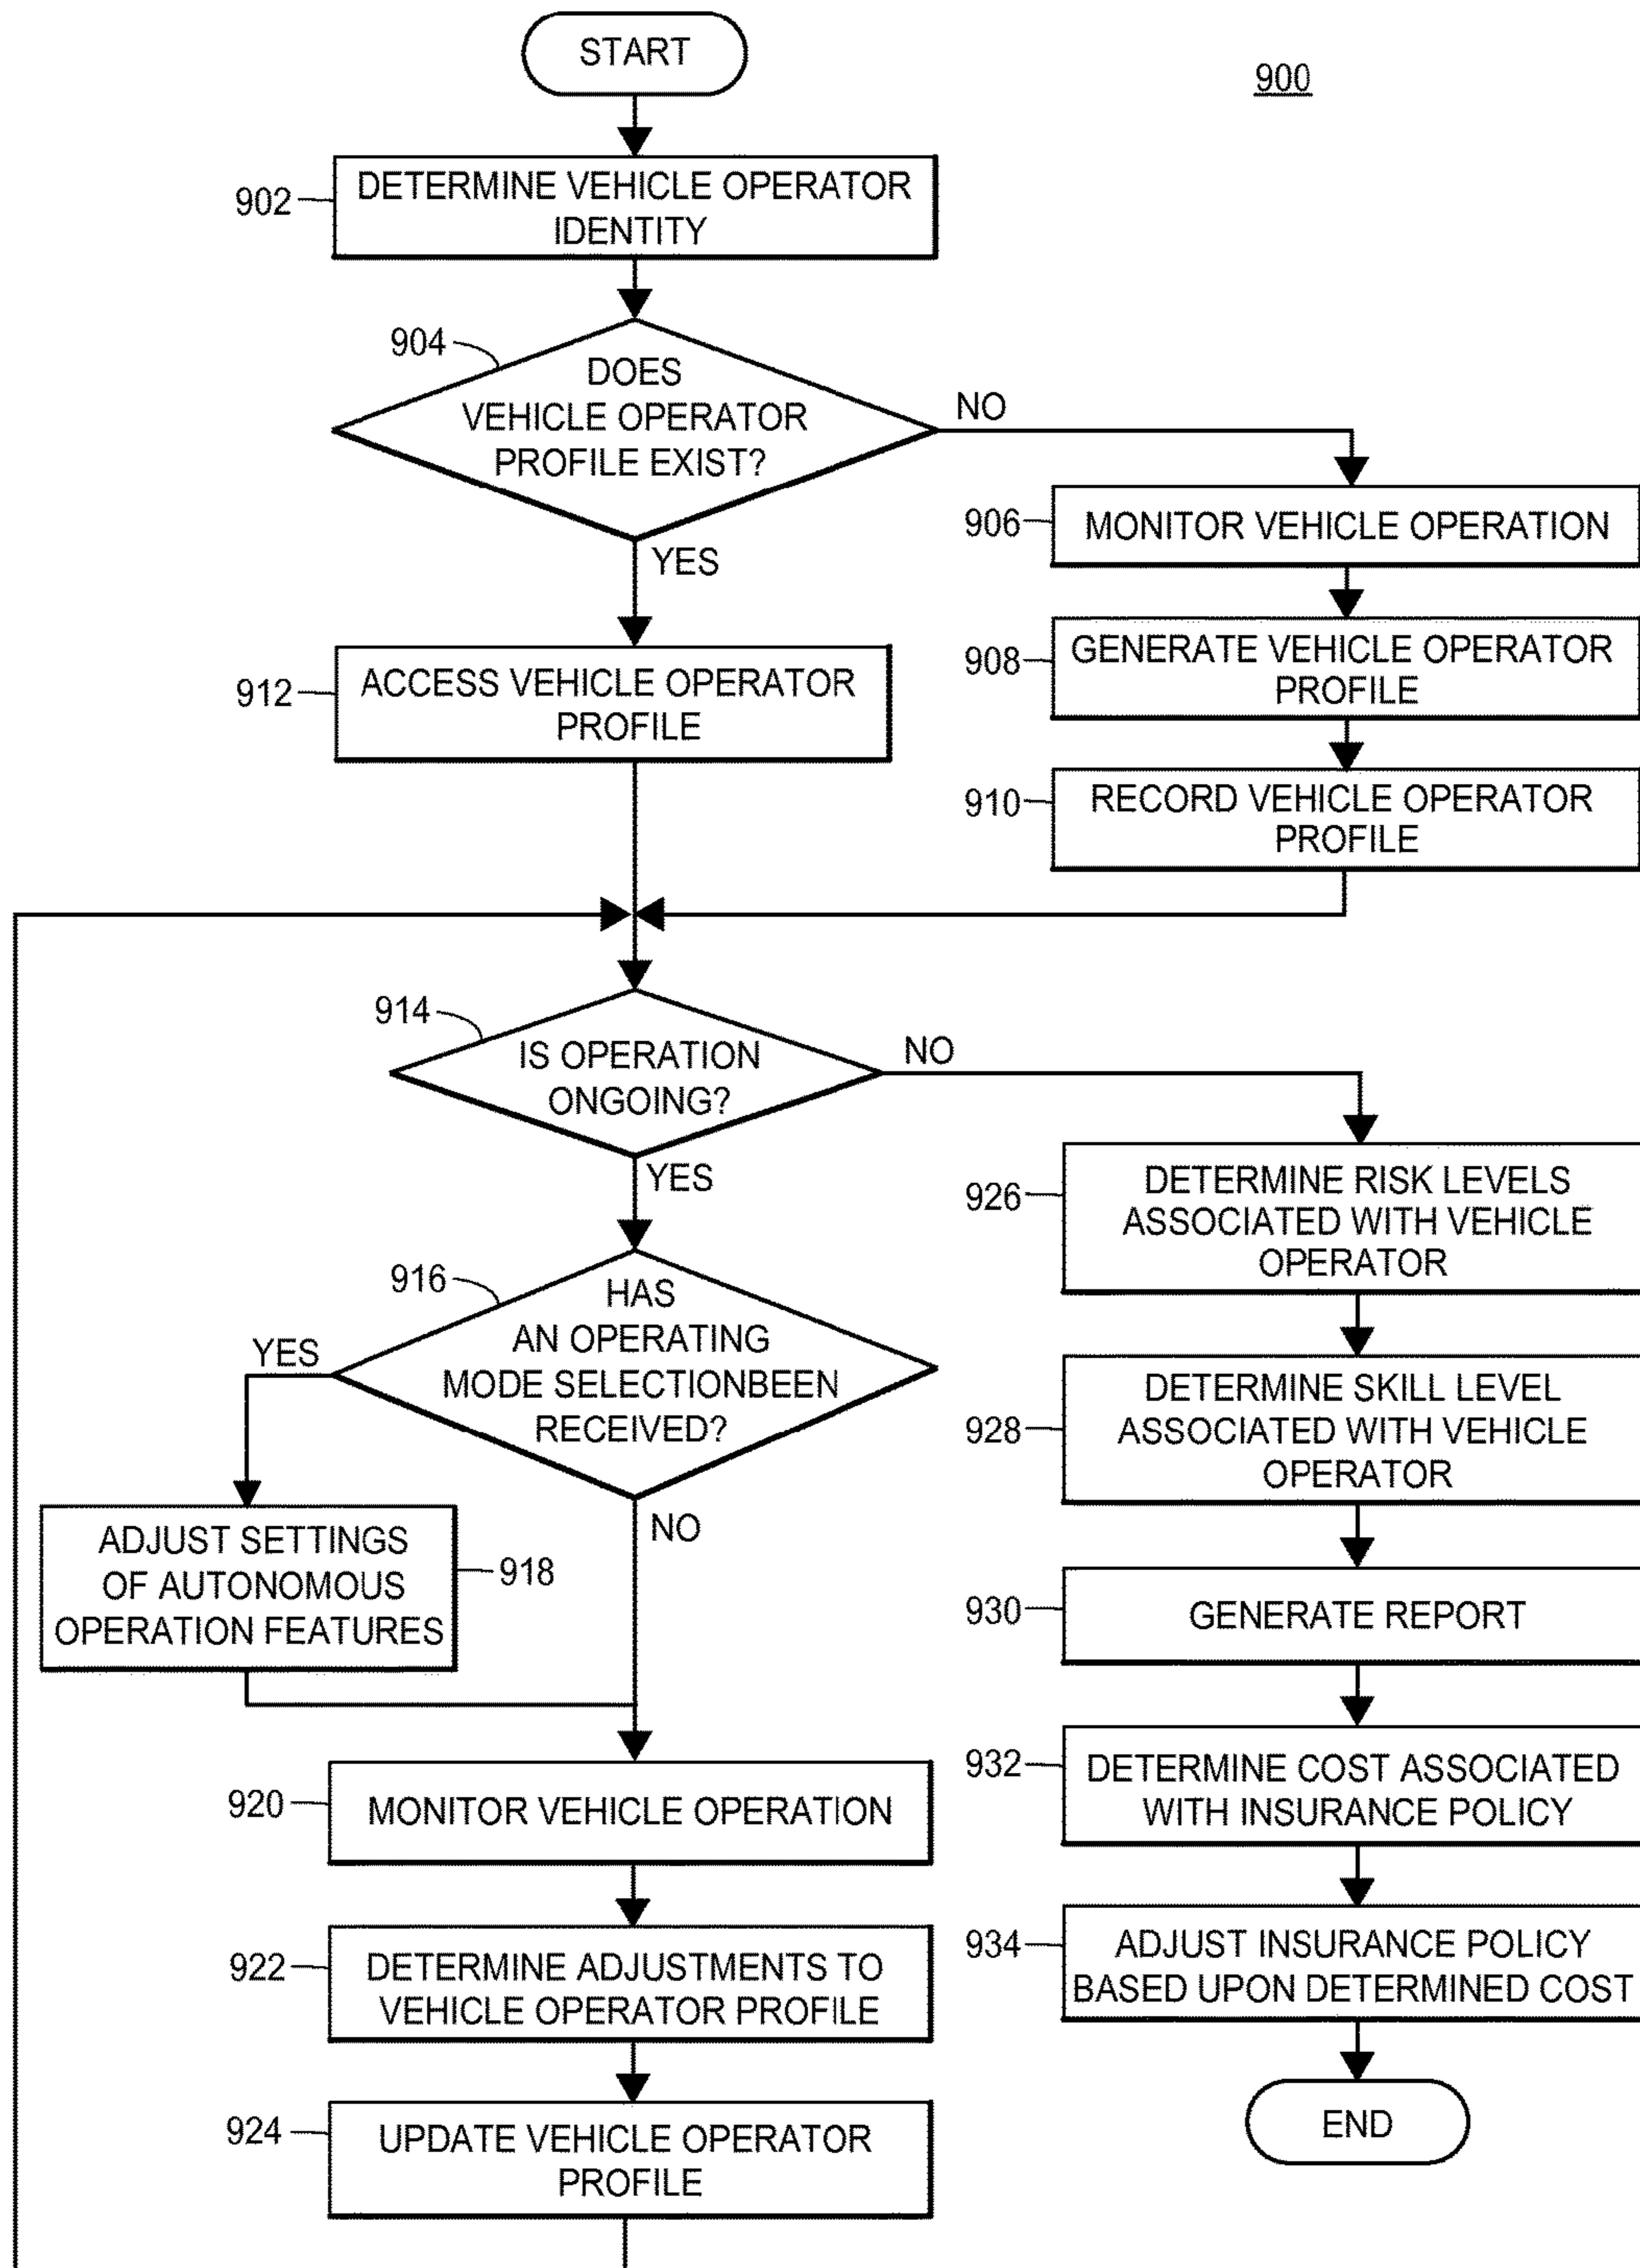 START
900
902
DETERMINE VEHICLE OPERATOR
IDENTITY
904
DOES
VEHICLE OPERATOR
PROFILE EXIST?
NO
YES
906
MONITOR VEHICLE OPERATION
908
GENERATE VEHICLE OPERATOR
PROFILE
910
RECORD VEHICLE OPERATOR
PROFILE
912
ACCESS VEHICLE OPERATOR
PROFILE
914
IS OPERATION
ONGOING?
NO
YES
916
HAS
AN OPERATING
MODE SELECTIONBEEN
RECEIVED?
YES
NO
ADJUST SETTINGS
OF AUTONOMOUS
OPERATION FEATURES
918
920
MONITOR VEHICLE OPERATION
922
DETERMINE ADJUSTMENTS TO
VEHICLE OPERATOR PROFILE
924
UPDATE VEHICLE OPERATOR
PROFILE
926
DETERMINE RISK LEVELS
ASSOCIATED WITH VEHICLE
OPERATOR
928
DETERMINE SKILL LEVEL
ASSOCIATED WITH VEHICLE
OPERATOR
930
GENERATE REPORT
932
DETERMINE COST ASSOCIATED
WITH INSURANCE POLICY
934
ADJUST INSURANCE POLICY
BASED UPON DETERMINED COST
END